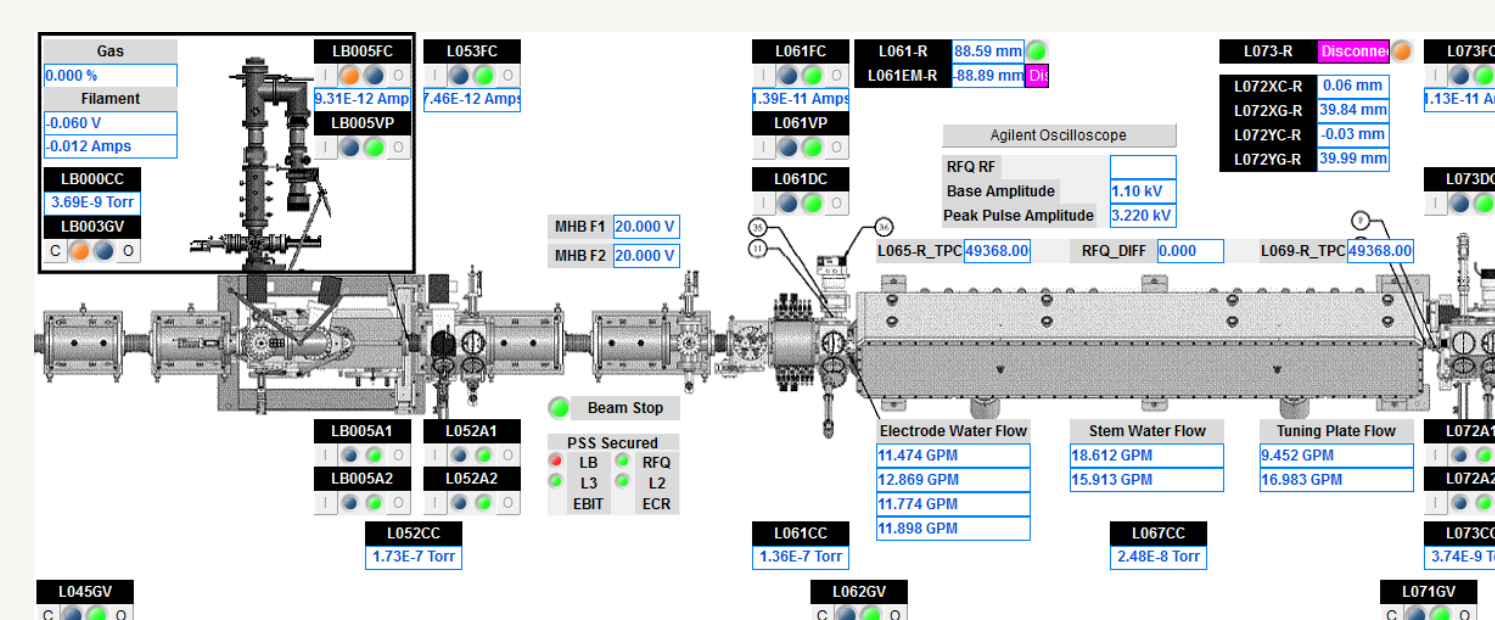 Gas
0.000 %
Filament
-0.060 V
-0.012 Amps
LB000CC
3.69E-9 Torr
LB003GV
C O
LB005FC
I O
9.31E-12 Amp
LB005VP
I O
L053FC
I O
7.46E-12 Amps
MHB F1 20.000 V
MHB F2 20.000 V
L061FC
I O
1.39E-11 Amps
L061VP
I O
L061DC
I O
L061-R 88.59 mm
L061EM-R -88.89 mm Dis
Agilent Oscilloscope
RFQ RF
Base Amplitude 1.10 kV
Peak Pulse Amplitude 3.220 kV
L065-R_TPC 49368.00 RFQ_DIFF 0.000 L069-R_TPC 49368.00
L073-R Disconne
L072XC-R 0.06 mm
L072XG-R 39.84 mm
L072YC-R -0.03 mm
L072YG-R 39.99 mm
L073FC
I
1.13E-11 A
L073DC
I
35
11
36
LB005A1
I O
LB005A2
I O
L052A1
I O
L052A2
I O
L052CC
1.73E-7 Torr
Beam Stop
PSS Secured
LB RFQ
L3 L2
EBIT ECR
L061CC
1.36E-7 Torr
Electrode Water Flow
11.474 GPM
12.869 GPM
11.774 GPM
11.898 GPM
Stem Water Flow
18.612 GPM
15.913 GPM
L067CC
2.48E-8 Torr
Tuning Plate Flow
9.452 GPM
16.983 GPM
L072A1
I
L072A2
I
L073CC
3.74E-9 T
L045GV
C O
L062GV
C O
L071GV
C O